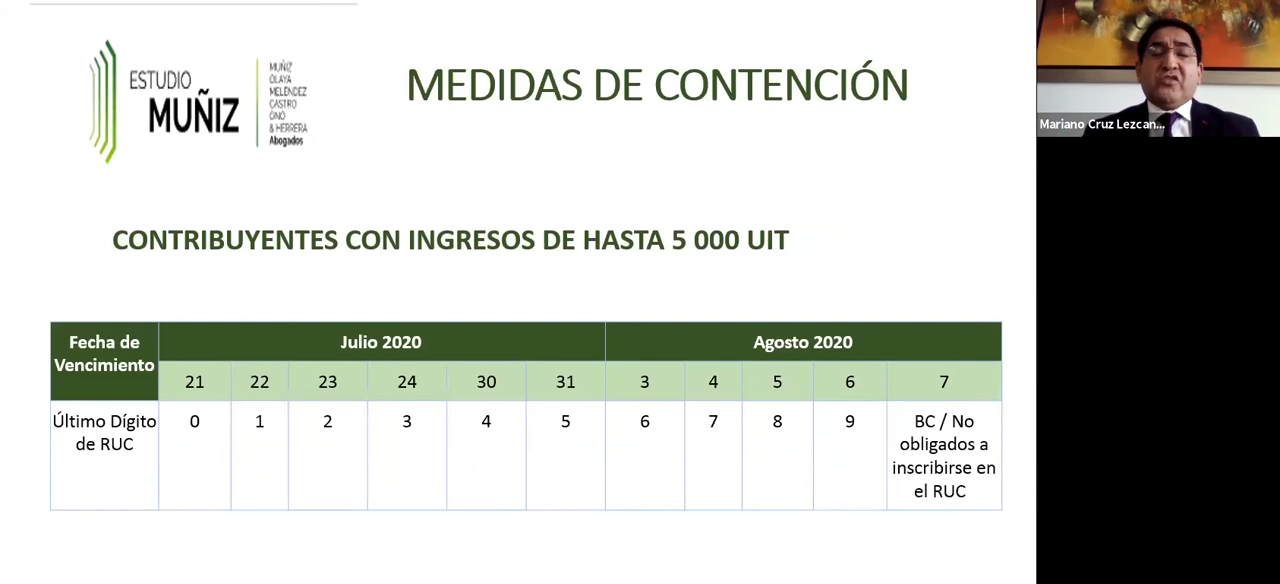 ESTUDIO
MUÑIZ
MUÑIZ
OLAYA
MELÉNDEZ
CASTRO
ONO
& HERRERA
Abogados
MEDIDAS DE CONTENCIÓN
Mariano Cruz Lezcan...
CONTRIBUYENTES CON INGRESOS DE HASTA 5 000 UIT
Fecha de
Vencimiento
Julio 2020
Agosto 2020
21 22 23 24 30 31 3 4 5 6 7
Último Dígito
de RUC
0 1 2 3 4 5 6 7 8 9
BC / No
obligados a
inscribirse en
el RUC